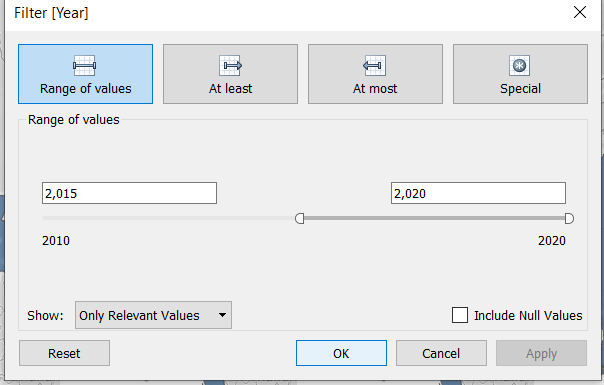 Filter [Year]
Range of values
At least
At most
Special
Range of values
2,015
2,020
2010
2020
Show:
Only Relevant Values
Include Null Values
Reset
OK
Cancel
Apply